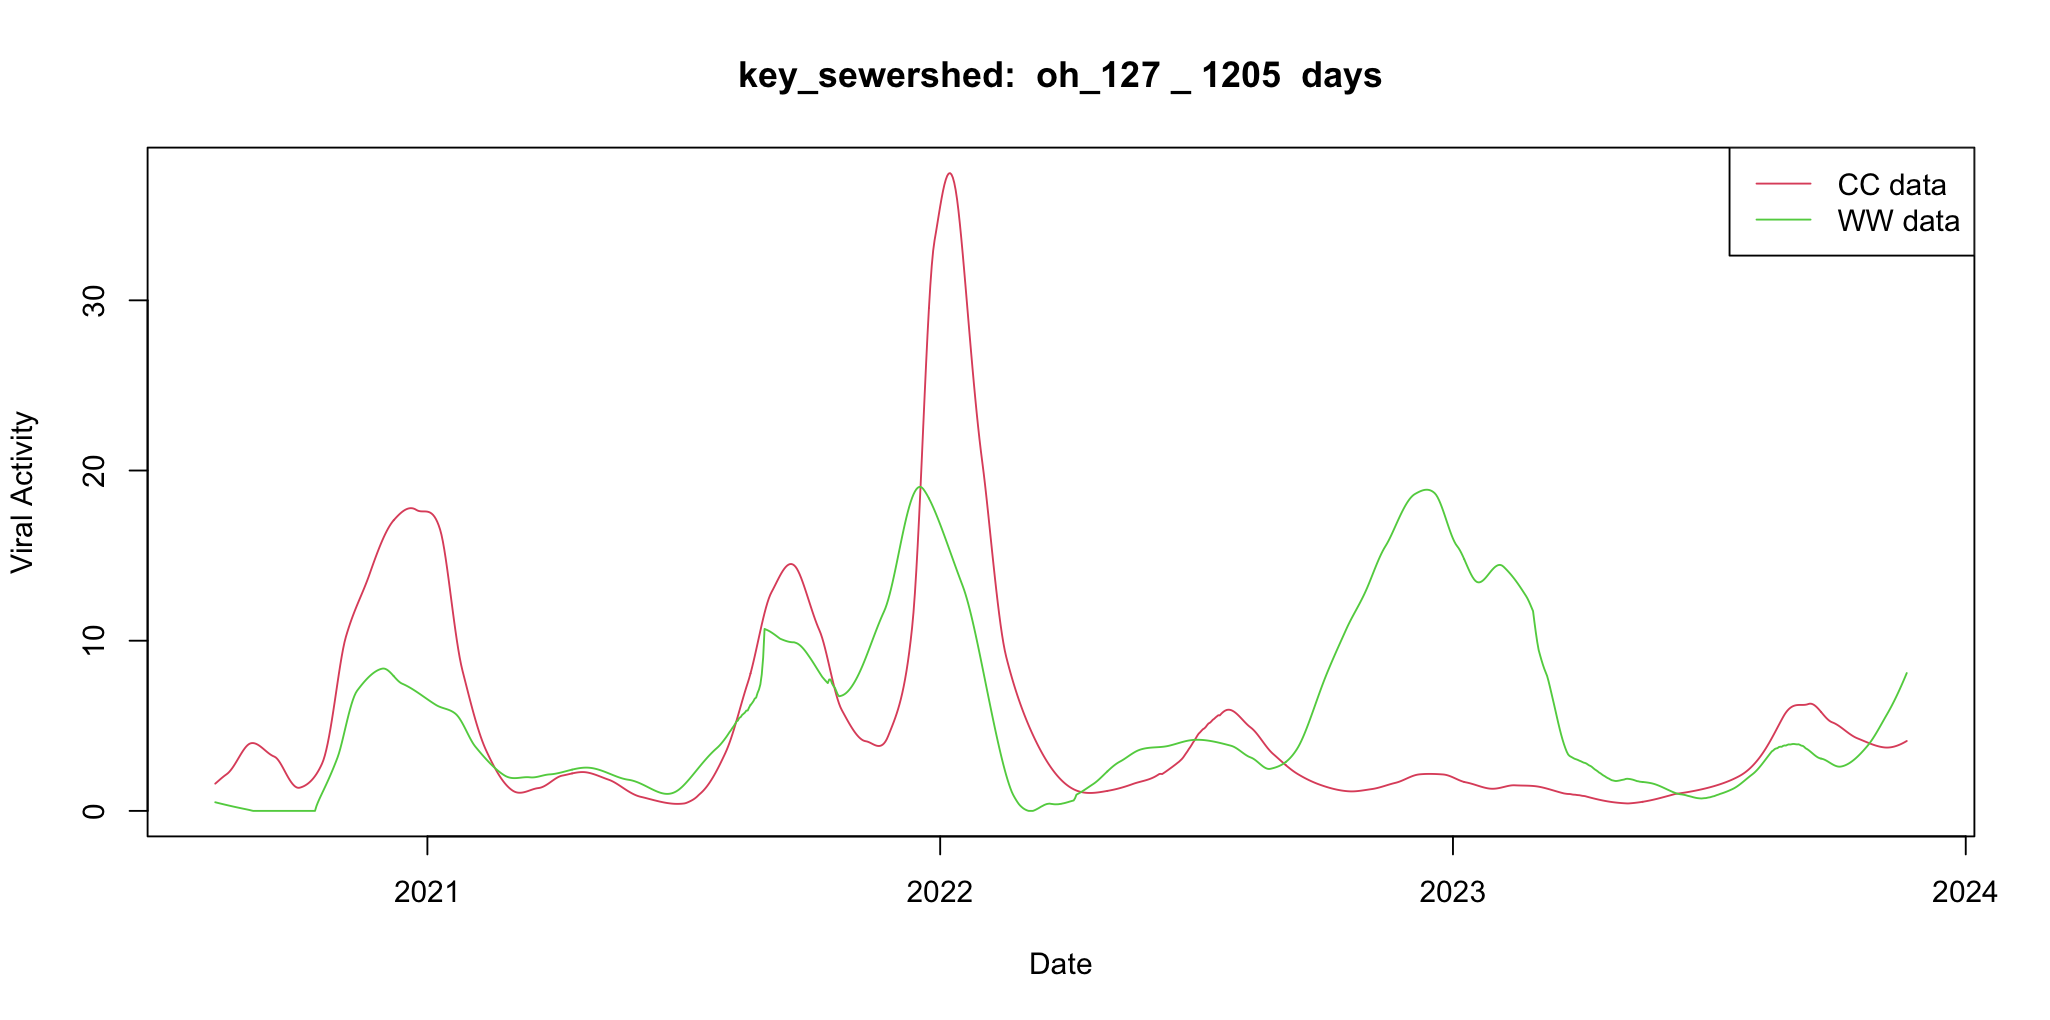 key_sewershed:  oh_127 _ 1205  days
CC data
WW data
Viral Activity
30
20
10
0
2021
2022
2023
2024
Date